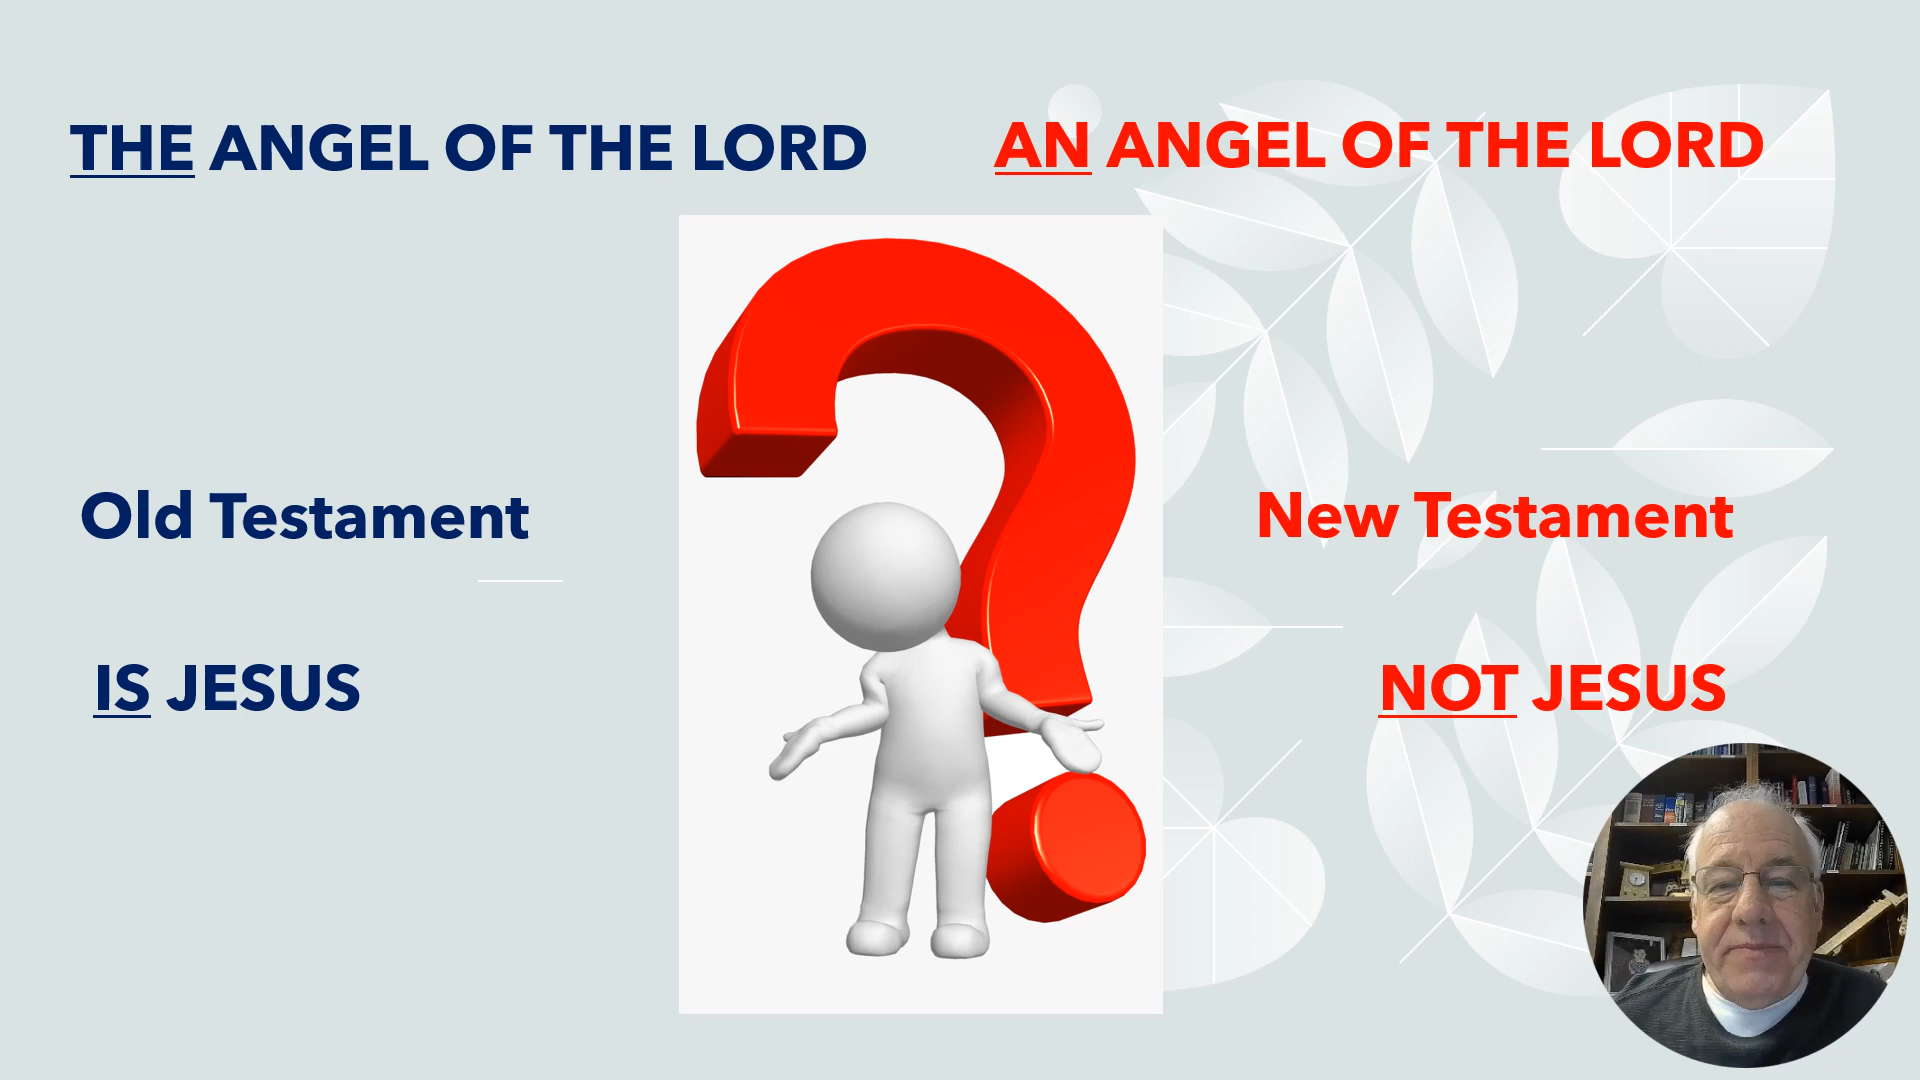 THE ANGEL OF THE LORD
AN ANGEL OF THE LORD
Old Testament
New Testament
IS JESUS
NOT JESUS